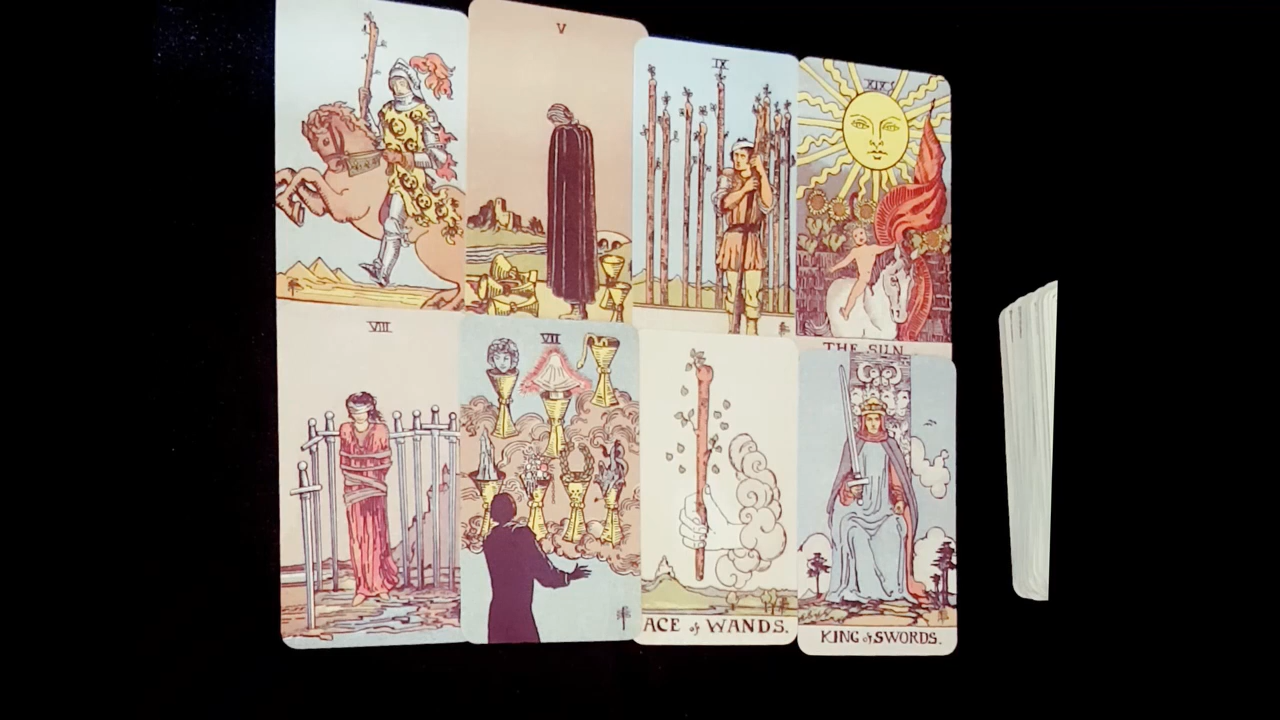 V
IX
XIX
THE SUN
VIII
VII
ACE of WANDS.
KING of SWORDS.